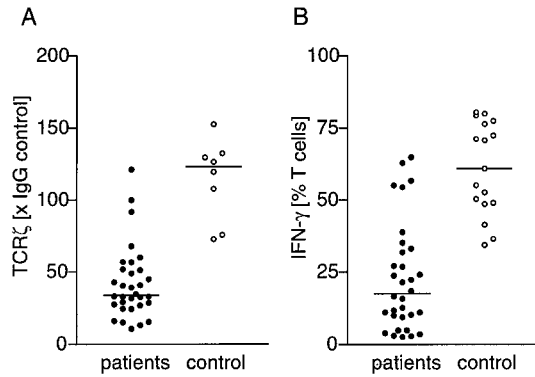 A
TCRζ [x IgG control]
200
150
100
50
0
patients control
B
IFN-γ [% T cells]
100
75
50
25
0
patients control